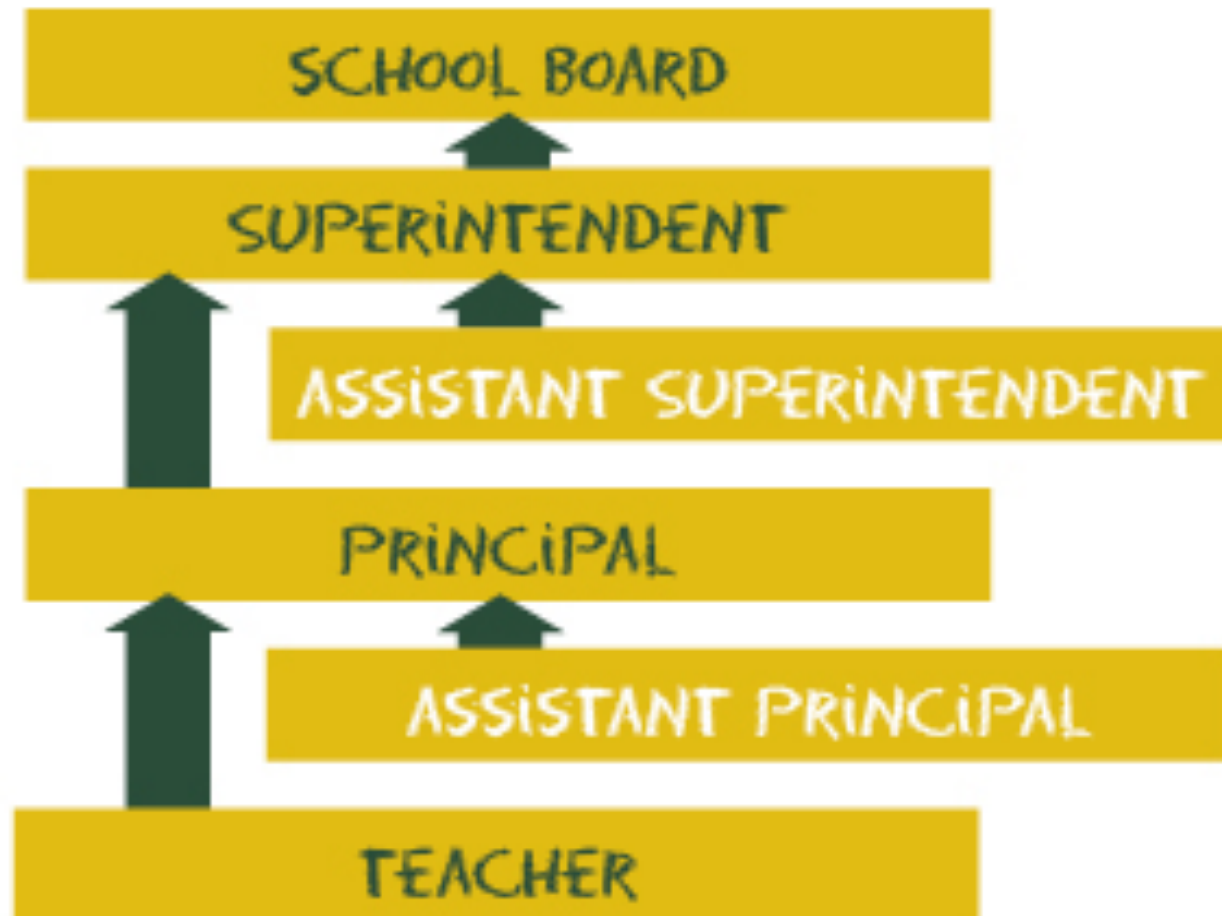 SCHOOL BOARD
SUPERiNTENDENT
ASSiSTANT SUPERiNTENDENT
PRiNCiPAL
ASSiSTANT PRiNCiPAL
TEACHER